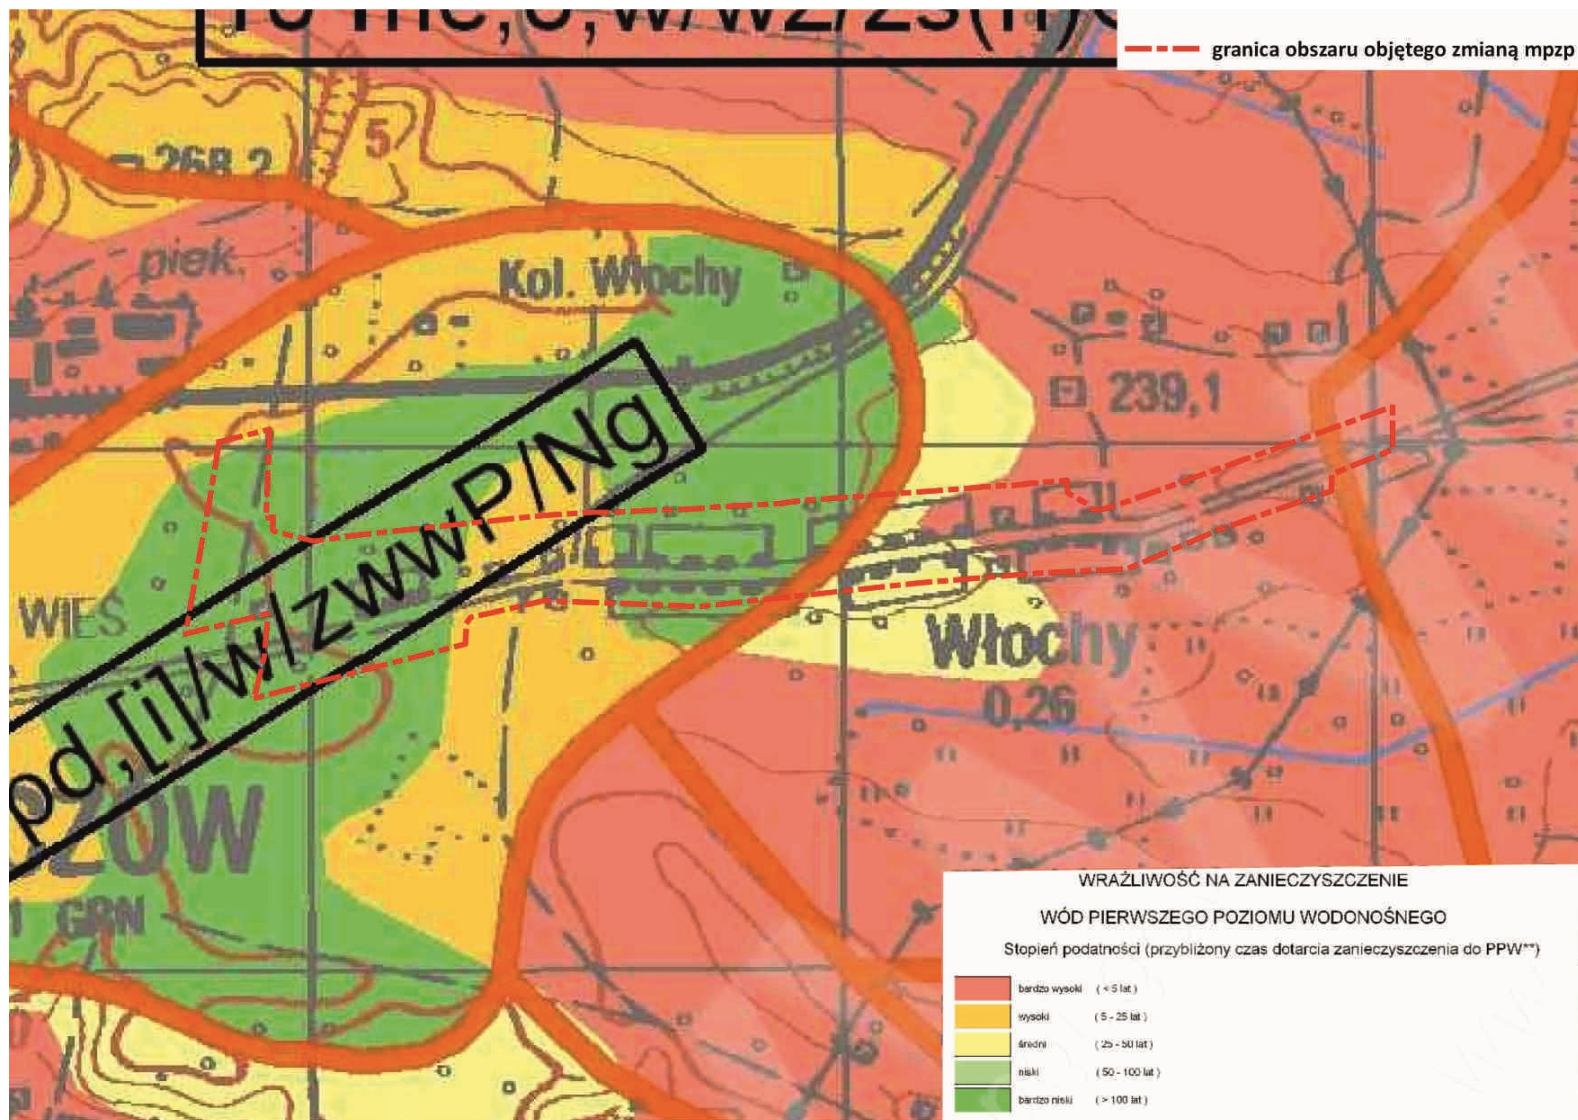 granica obszaru objętego zmianą mpzp
268,2
5
piek.
Kol. Włochy
239,1
pd,[i]/w/zwwP/Ng
WIEŚ
Włochy
0,26
GRN
WRAŻLIWOŚĆ NA ZANIECZYSZCZENIE
WÓD PIERWSZEGO POZIOMU WODONOŚNEGO
Stopień podatności (przybliżony czas dotarcia zanieczyszczenia do PPW**)
bardzo wysoki ( < 5 lat )
wysoki ( 5 - 25 lat )
średni ( 25 - 50 lat )
niski ( 50 - 100 lat )
bardzo niski ( > 100 lat )